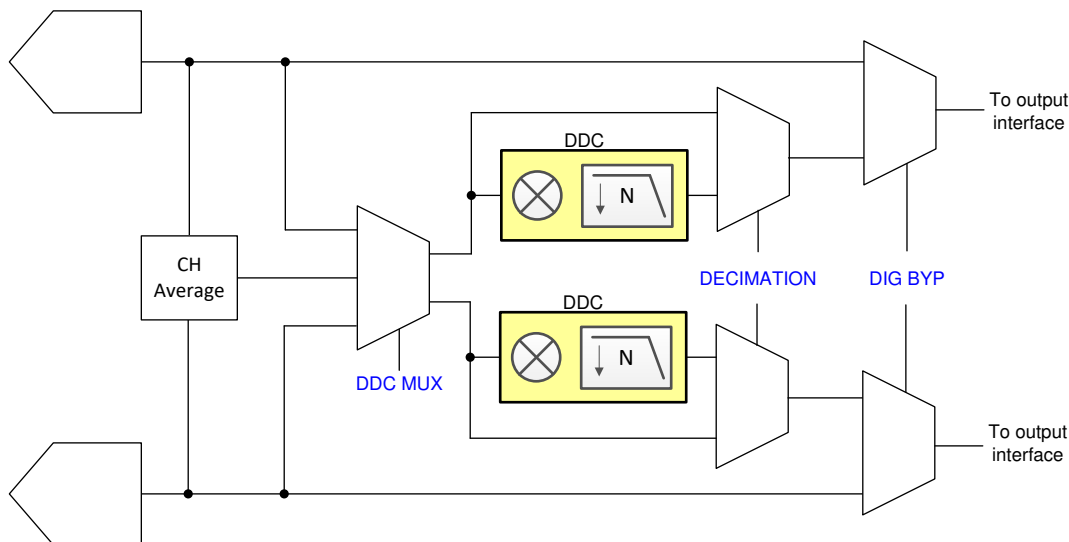 To output
interface
DDC
N
CH
Average
DECIMATION
DIG BYP
DDC
N
DDC MUX
To output
interface